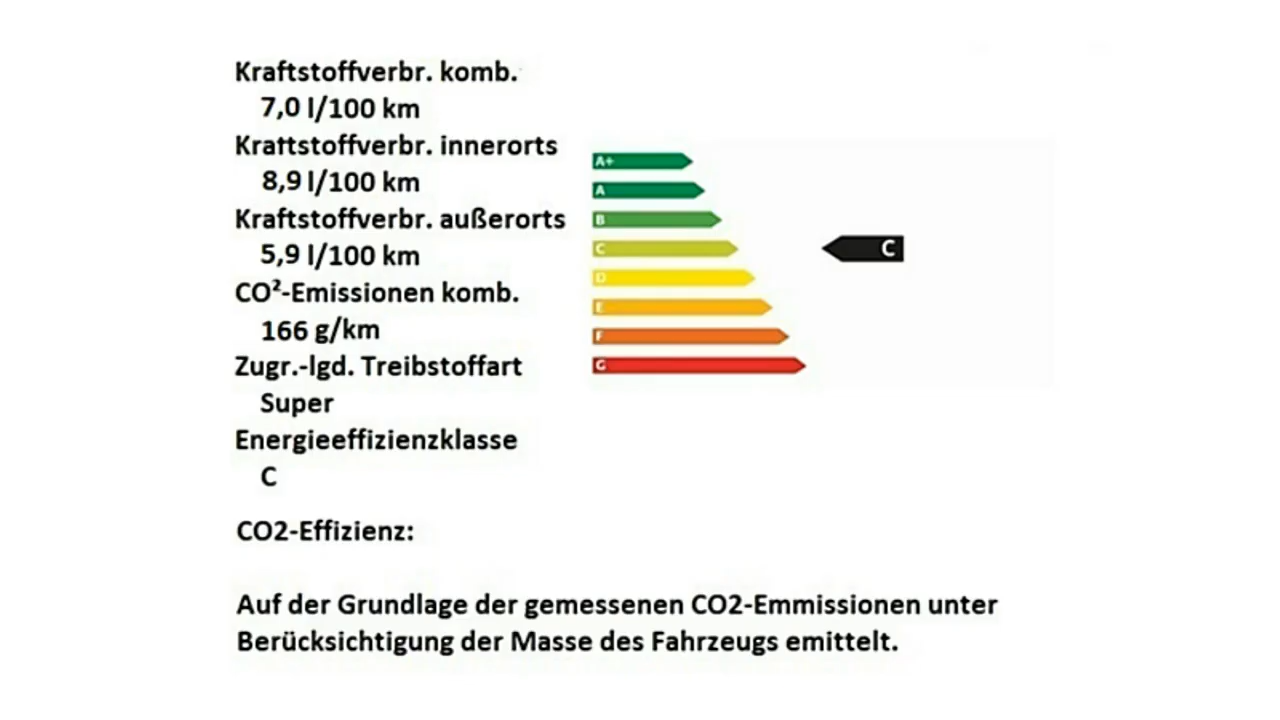 Kraftstoffverbr. komb.
7,0 l/100 km
Krattstoffverbr. innerorts
8,9 l/100 km
Kraftstoffverbr. außerorts
5,9 l/100 km
CO²-Emissionen komb.
166 g/km
Zugr.-lgd. Treibstoffart
Super
Energieeffizienzklasse
C
A+
A
B
C
D
E
F
G
C
CO2-Effizienz:
Auf der Grundlage der gemessenen CO2-Emmissionen unter
Berücksichtigung der Masse des Fahrzeugs emittelt.